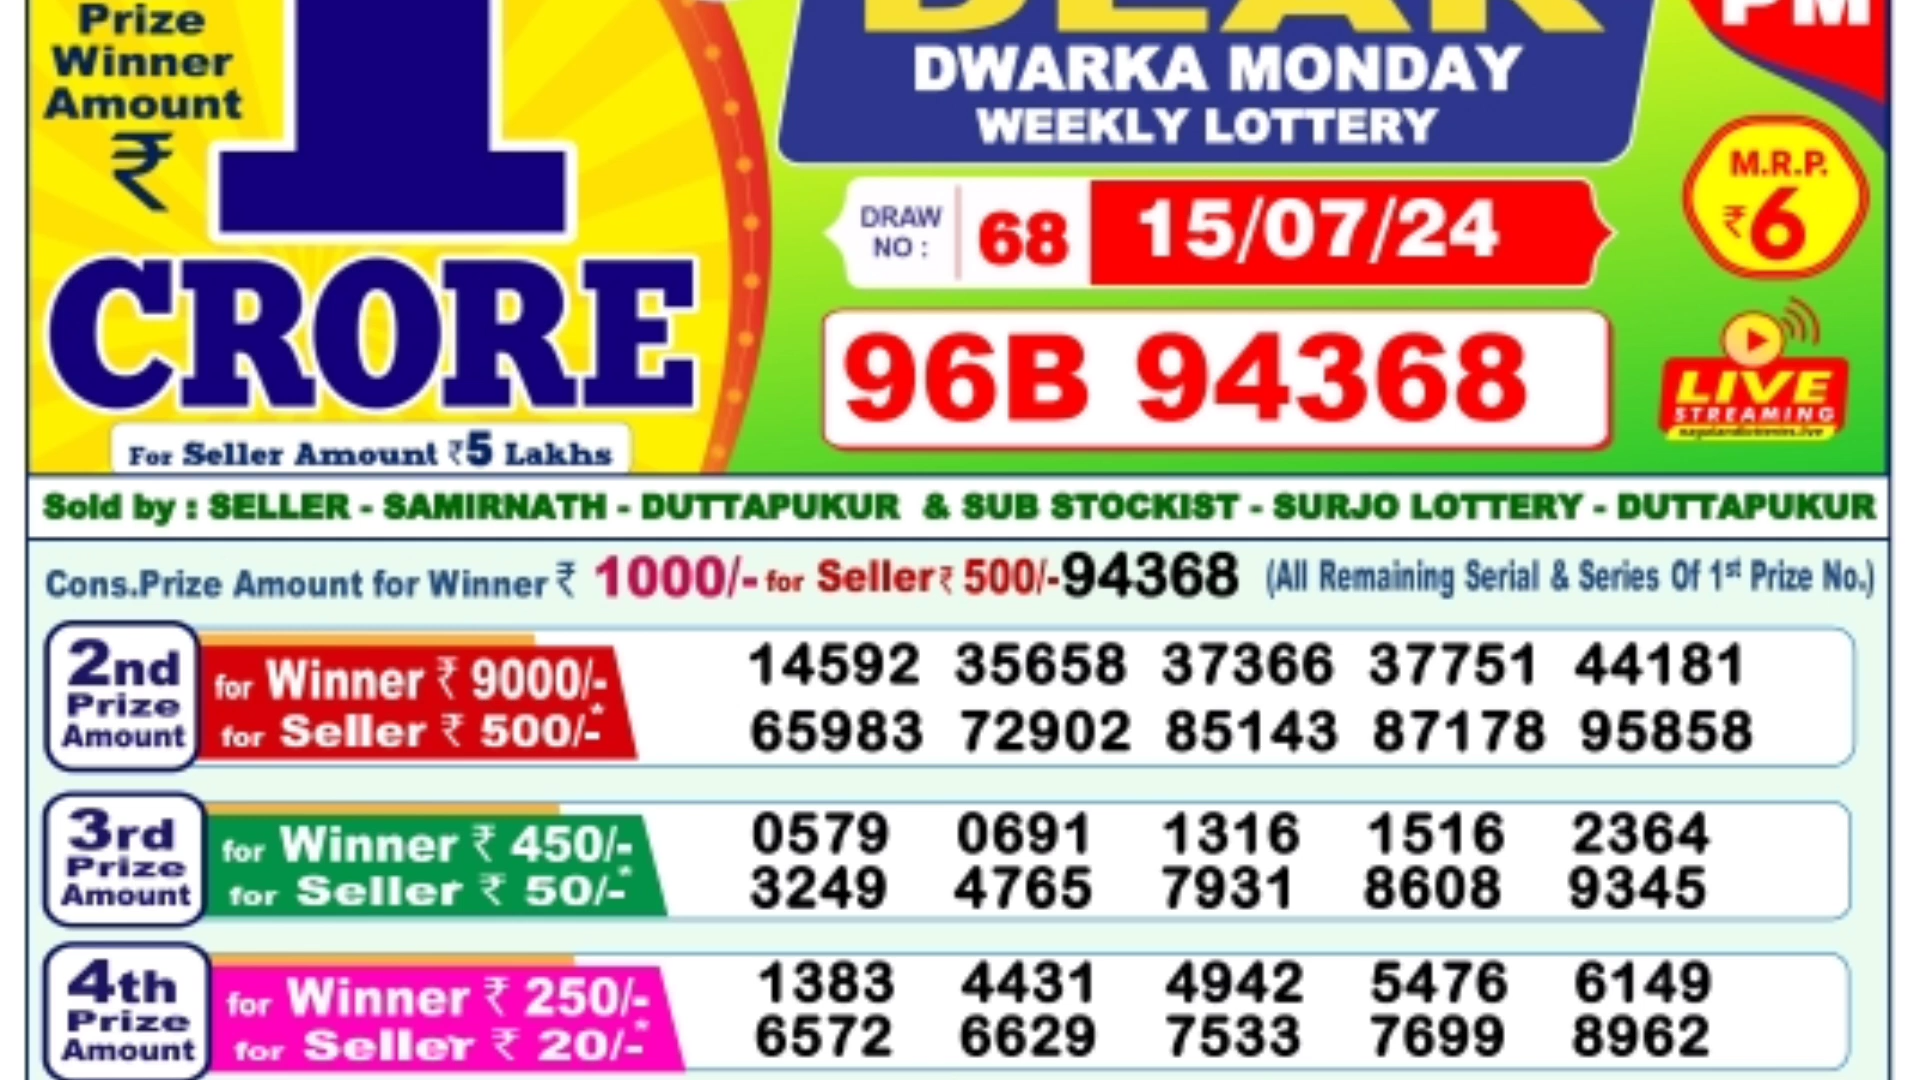 Prize
Winner
Amount
₹
1
CRORE
For Seller Amount ₹5 Lakhs
DEAR
DWARKA MONDAY
WEEKLY LOTTERY
PM
DRAW NO : 68 15/07/24
M.R.P.
₹6
96B 94368
LIVE
STREAMING
Sold by : SELLER - SAMIRNATH - DUTTAPUKUR & SUB STOCKIST - SURJO LOTTERY - DUTTAPUKUR
Cons.Prize Amount for Winner ₹ 1000/- for Seller ₹ 500/- 94368 (All Remaining Serial & Series Of 1st Prize No.)
2nd
Prize
Amount
for Winner ₹ 9000/-
for Seller ₹ 500/-*
14592 35658 37366 37751 44181
65983 72902 85143 87178 95858
3rd
Prize
Amount
for Winner ₹ 450/-
for Seller ₹ 50/-*
0579 0691 1316 1516 2364
3249 4765 7931 8608 9345
4th
Prize
Amount
for Winner ₹ 250/-
for Seller ₹ 20/-*
1383 4431 4942 5476 6149
6572 6629 7533 7699 8962